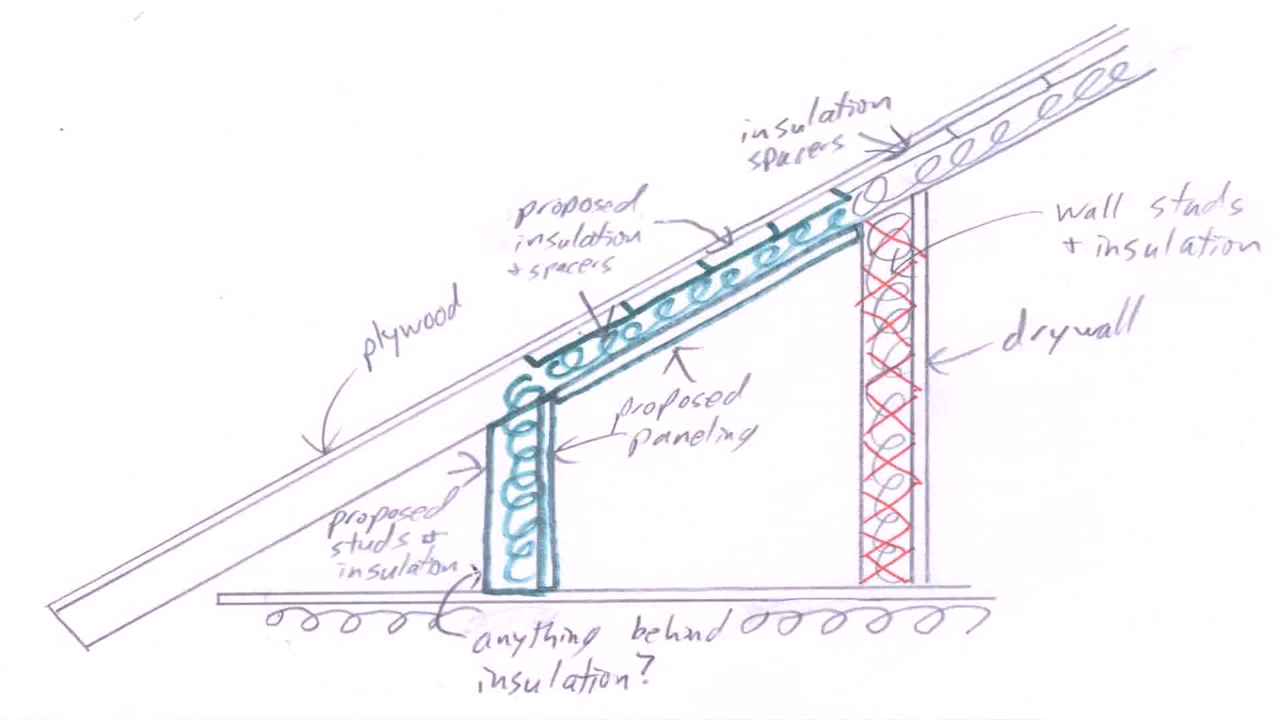 insulation
spacers
proposed
insulation
+ spacers
wall studs
+ insulation
plywood
drywall
proposed
paneling
proposed
studs +
insulation
anything behind
insulation?